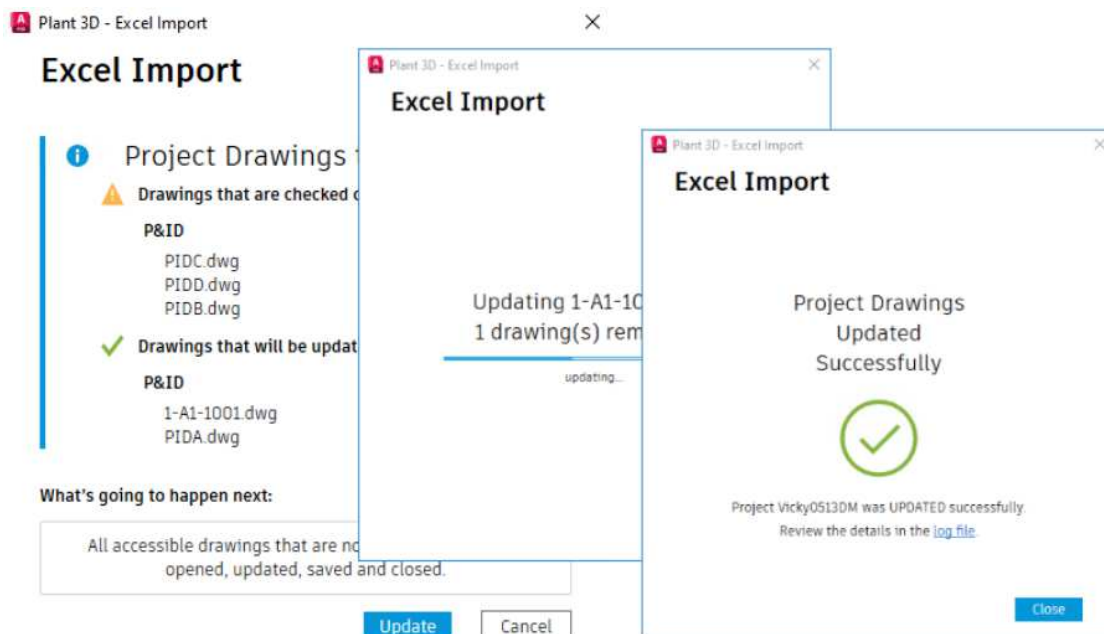 Plant 3D - Excel Import
Excel Import
Project Drawings
Drawings that are checked
P&ID
PIDC.dwg
PIDD.dwg
PIDB.dwg
Drawings that will be updat
P&ID
1-A1-1001.dwg
PIDA.dwg
What's going to happen next:
All accessible drawings that are no
opened, updated, saved and closed.
Update
Cancel
Plant 3D - Excel Import
Excel Import
Updating 1-A1-10
1 drawing(s) rem
updating...
Plant 3D - Excel Import
Excel Import
Project Drawings
Updated
Successfully
Project Vicky0513DM was UPDATED successfully.
Review the details in the log file.
Close